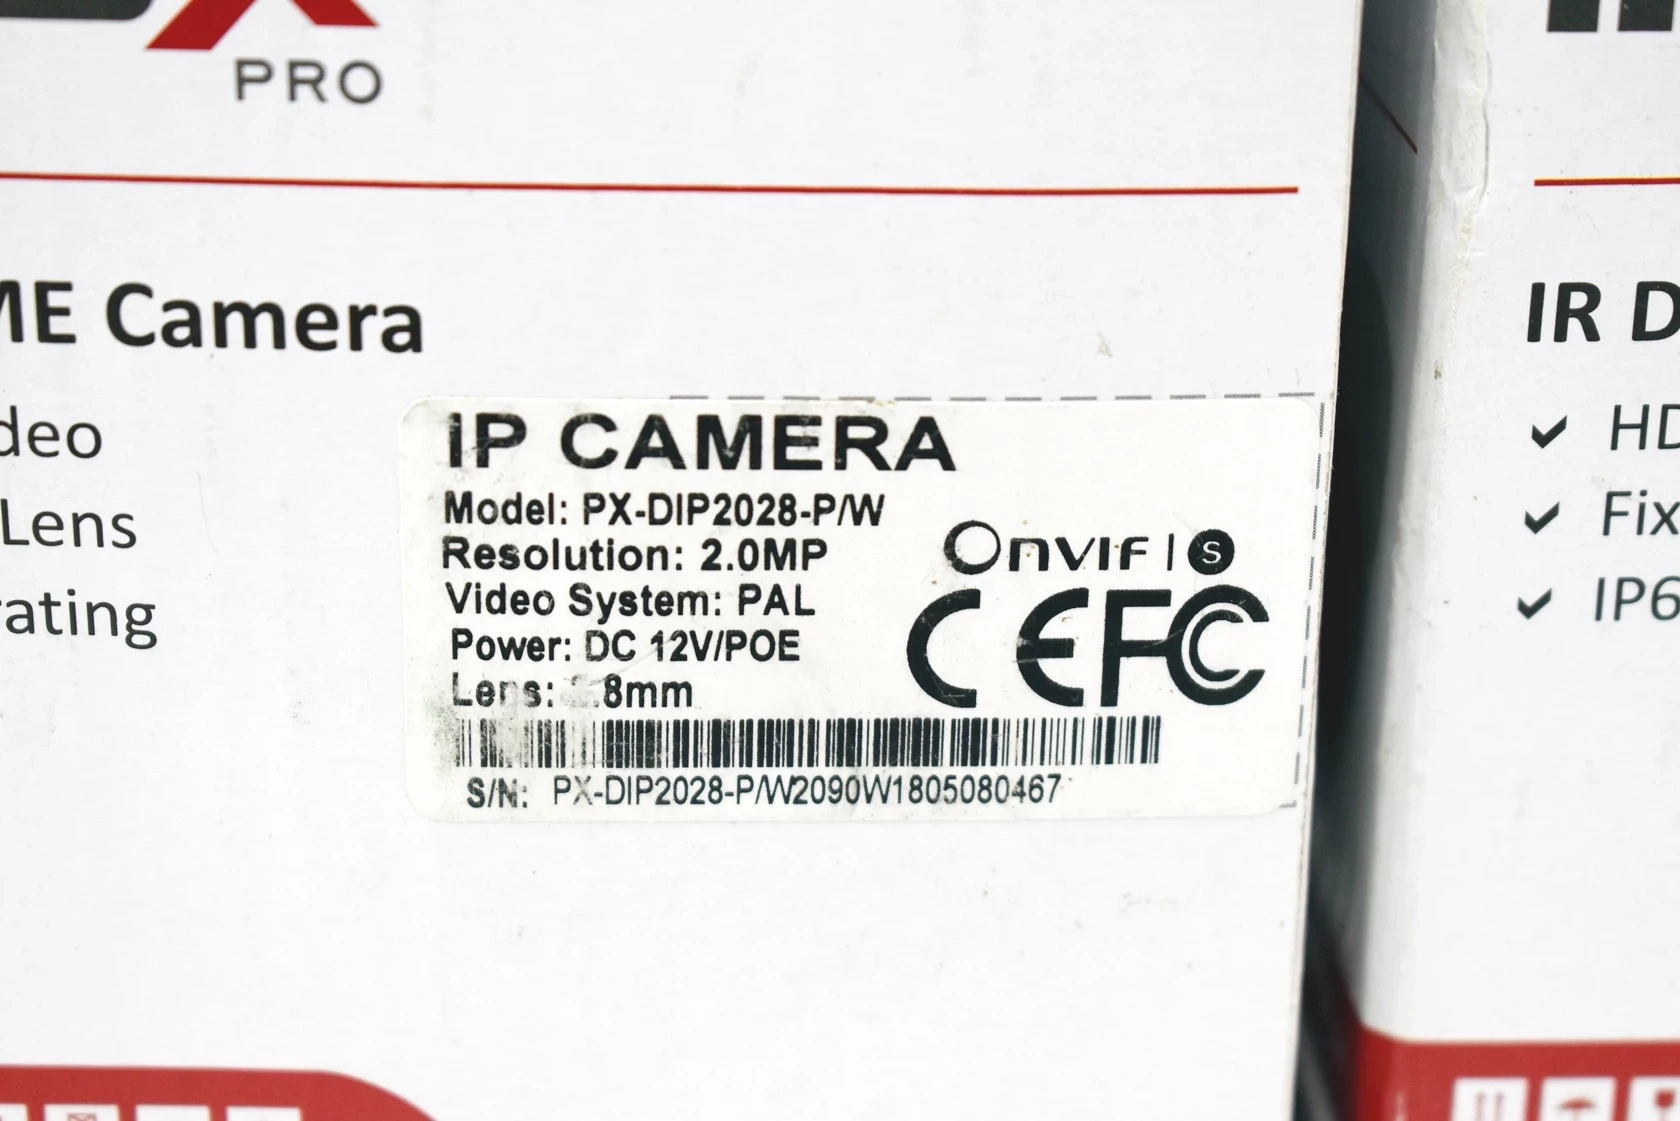 PRO
ME Camera
deo
Lens
rating
IP CAMERA
Model: PX-DIP2028-P/W
Resolution: 2.0MP
Video System: PAL
Power: DC 12V/POE
Lens: .8mm
ONVIF | S
CE FC
S/N: PX-DIP2028-P/W2090W1805080467
IR D
HD
Fix
IP6